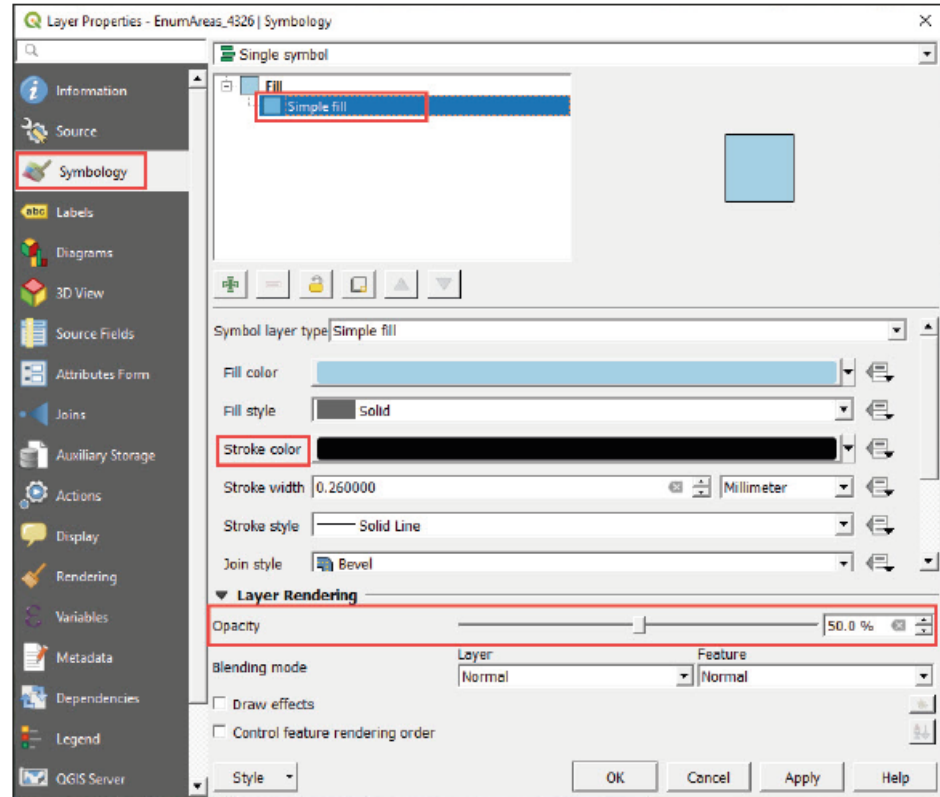 Layer Properties - EnumAreas_4326 | Symbology
Information
Source
Symbology
abc Labels
Diagrams
3D View
Source Fields
Attributes Form
Joins
Auxiliary Storage
Actions
Display
Rendering
Variables
Metadata
Dependencies
Legend
QGIS Server
Single symbol
Fill
Simple fill
Symbol layer type Simple fill
Fill color
Fill style Solid
Stroke color
Stroke width 0.260000 Millimeter
Stroke style Solid Line
Join style Bevel
Layer Rendering
Opacity 50.0 %
Layer Feature
Blending mode Normal Normal
Draw effects
Control feature rendering order
Style OK Cancel Apply Help